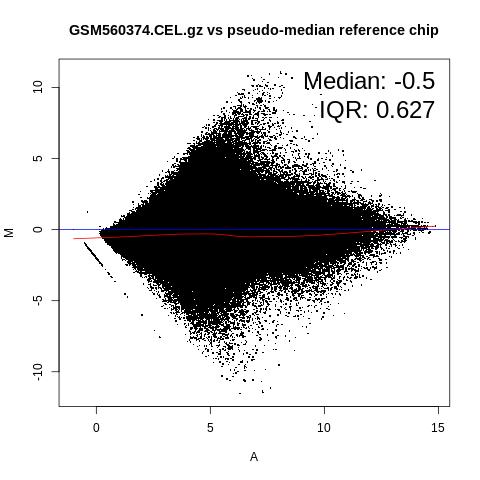 GSM560374.CEL.gz vs pseudo-median reference chip
Median: -0.5
IQR: 0.627
10
5
0
-5
-10
M
0 5 10 15
A